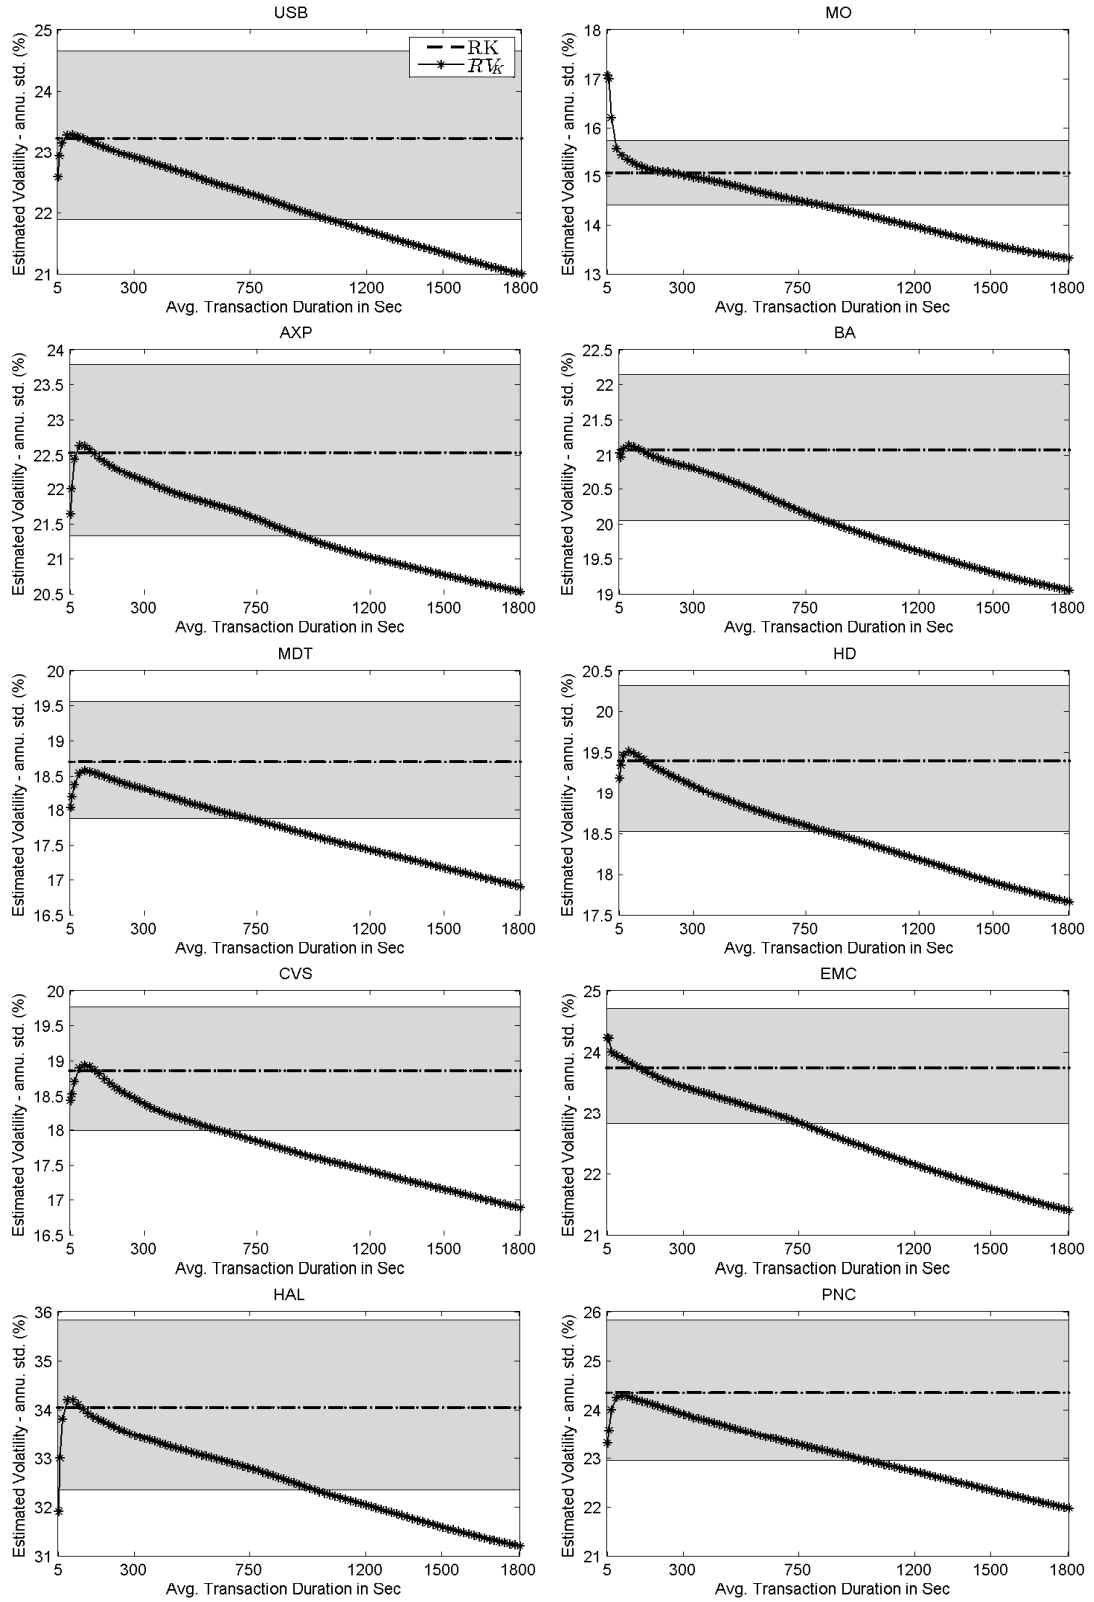 USB
Estimated Volatility - annu. std. (%)
25
24
23
22
21
RK
RV_K
5 300 750 1200 1500 1800
Avg. Transaction Duration in Sec
MO
Estimated Volatility - annu. std. (%)
18
17
16
15
14
13
5 300 750 1200 1500 1800
Avg. Transaction Duration in Sec
AXP
Estimated Volatility - annu. std. (%)
24
23.5
23
22.5
22
21.5
21
20.5
5 300 750 1200 1500 1800
Avg. Transaction Duration in Sec
BA
Estimated Volatility - annu. std. (%)
22.5
22
21.5
21
20.5
20
19.5
19
5 300 750 1200 1500 1800
Avg. Transaction Duration in Sec
MDT
Estimated Volatility - annu. std. (%)
20
19.5
19
18.5
18
17.5
17
16.5
5 300 750 1200 1500 1800
Avg. Transaction Duration in Sec
HD
Estimated Volatility - annu. std. (%)
20.5
20
19.5
19
18.5
18
17.5
5 300 750 1200 1500 1800
Avg. Transaction Duration in Sec
CVS
Estimated Volatility - annu. std. (%)
20
19.5
19
18.5
18
17.5
17
16.5
5 300 750 1200 1500 1800
Avg. Transaction Duration in Sec
EMC
Estimated Volatility - annu. std. (%)
25
24
23
22
21
5 300 750 1200 1500 1800
Avg. Transaction Duration in Sec
HAL
Estimated Volatility - annu. std. (%)
36
35
34
33
32
31
5 300 750 1200 1500 1800
Avg. Transaction Duration in Sec
PNC
Estimated Volatility - annu. std. (%)
26
25
24
23
22
21
5 300 750 1200 1500 1800
Avg. Transaction Duration in Sec